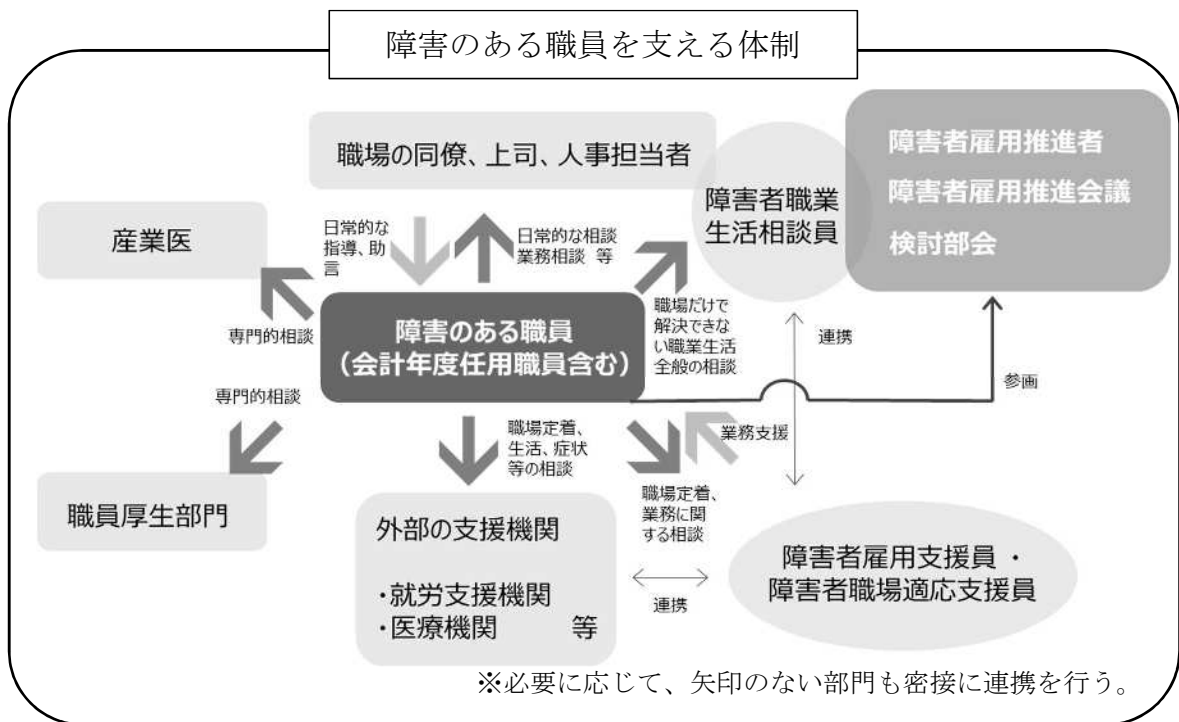 障害のある職員を支える体制
職場の同僚、上司、人事担当者
障害者雇用推進者
障害者雇用推進会議
検討部会
障害者職業
生活相談員
産業医
日常的な
指導、助
言
日常的な相談
業務相談 等
専門的相談
障害のある職員
（会計年度任用職員含む）
職場だけで
解決できな
い職業生活
全般の相談
連携
参画
専門的相談
職場定着、
生活、症状
等の相談
業務支援
職員厚生部門
職場定着、
業務に関
する相談
外部の支援機関
・就労支援機関
・医療機関 等
連携
障害者雇用支援員 ・
障害者職場適応支援員
※必要に応じて、矢印のない部門も密接に連携を行う。